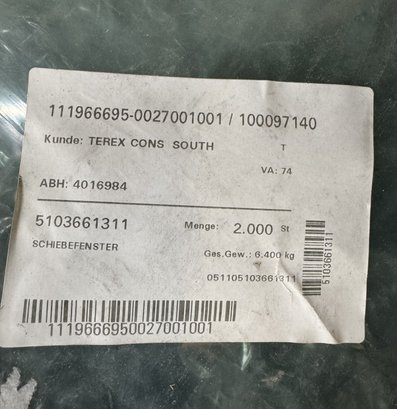 111966695-0027001001 / 100097140
Kunde: TEREX CONS SOUTH T
VA: 74
ABH: 4016984
5103661311 Menge: 2.000 St
SCHIEBEFENSTER
Ges.Gew.: 6.400 kg
051105103661311
5103661311
1119666950027001001